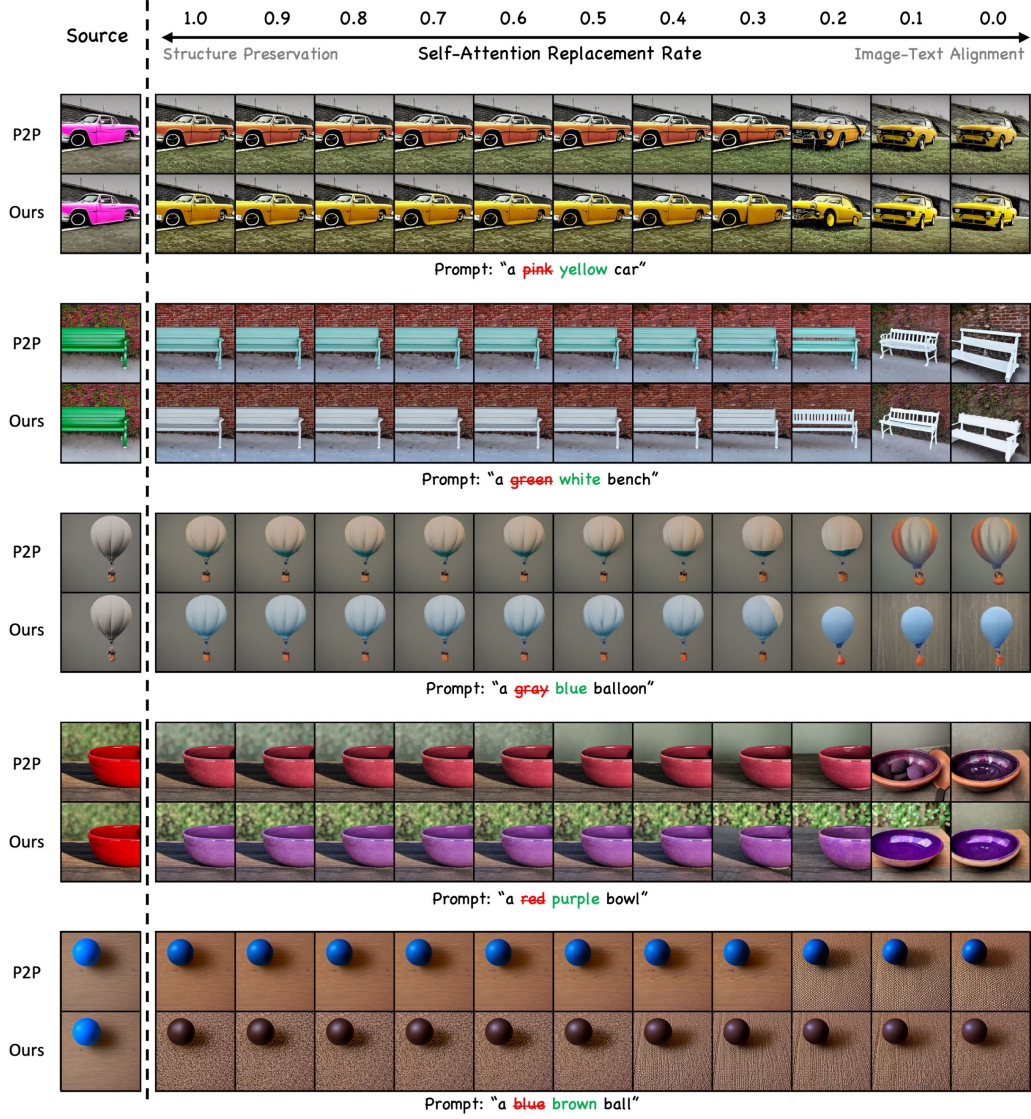 1.0 0.9 0.8 0.7 0.6 0.5 0.4 0.3 0.2 0.1 0.0
Source
Structure Preservation Self-Attention Replacement Rate Image-Text Alignment
P2P
Ours
Prompt: “a pink yellow car”
P2P
Ours
Prompt: “a green white bench”
P2P
Ours
Prompt: “a gray blue balloon”
P2P
Ours
Prompt: “a red purple bowl”
P2P
Ours
Prompt: “a blue brown ball”